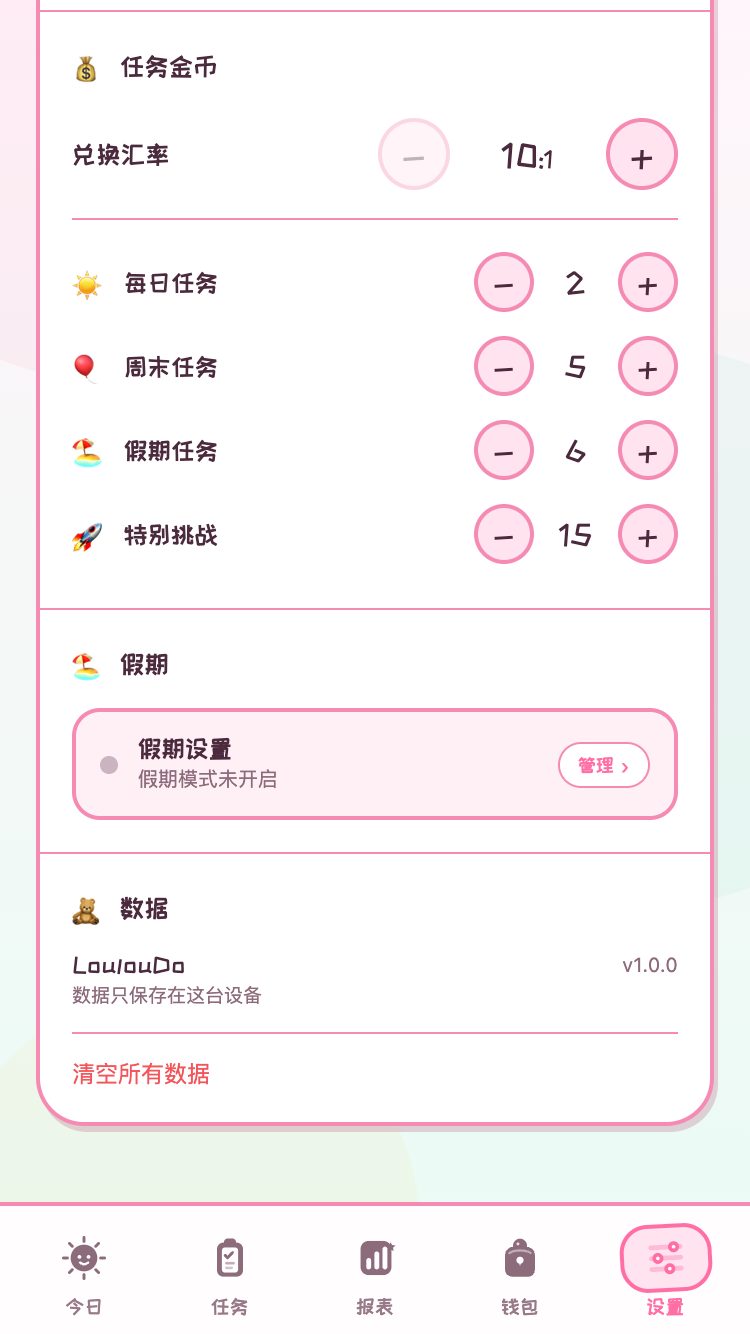 任务金币
兑换汇率 − 10:1 +
每日任务 − 2 +
周末任务 − 5 +
假期任务 − 6 +
特别挑战 − 15 +
假期
假期设置
假期模式未开启
管理 ›
数据
LoulouDo v1.0.0
数据只保存在这台设备
清空所有数据
今日 任务 报表 钱包 设置